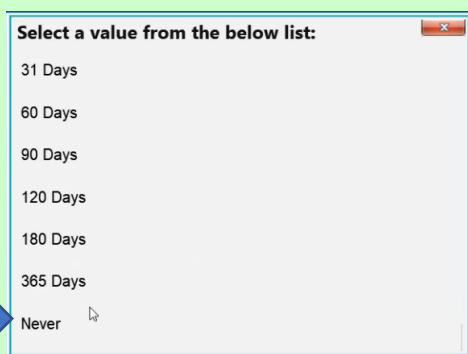 Select a value from the below list:
31 Days
60 Days
90 Days
120 Days
180 Days
365 Days
Never